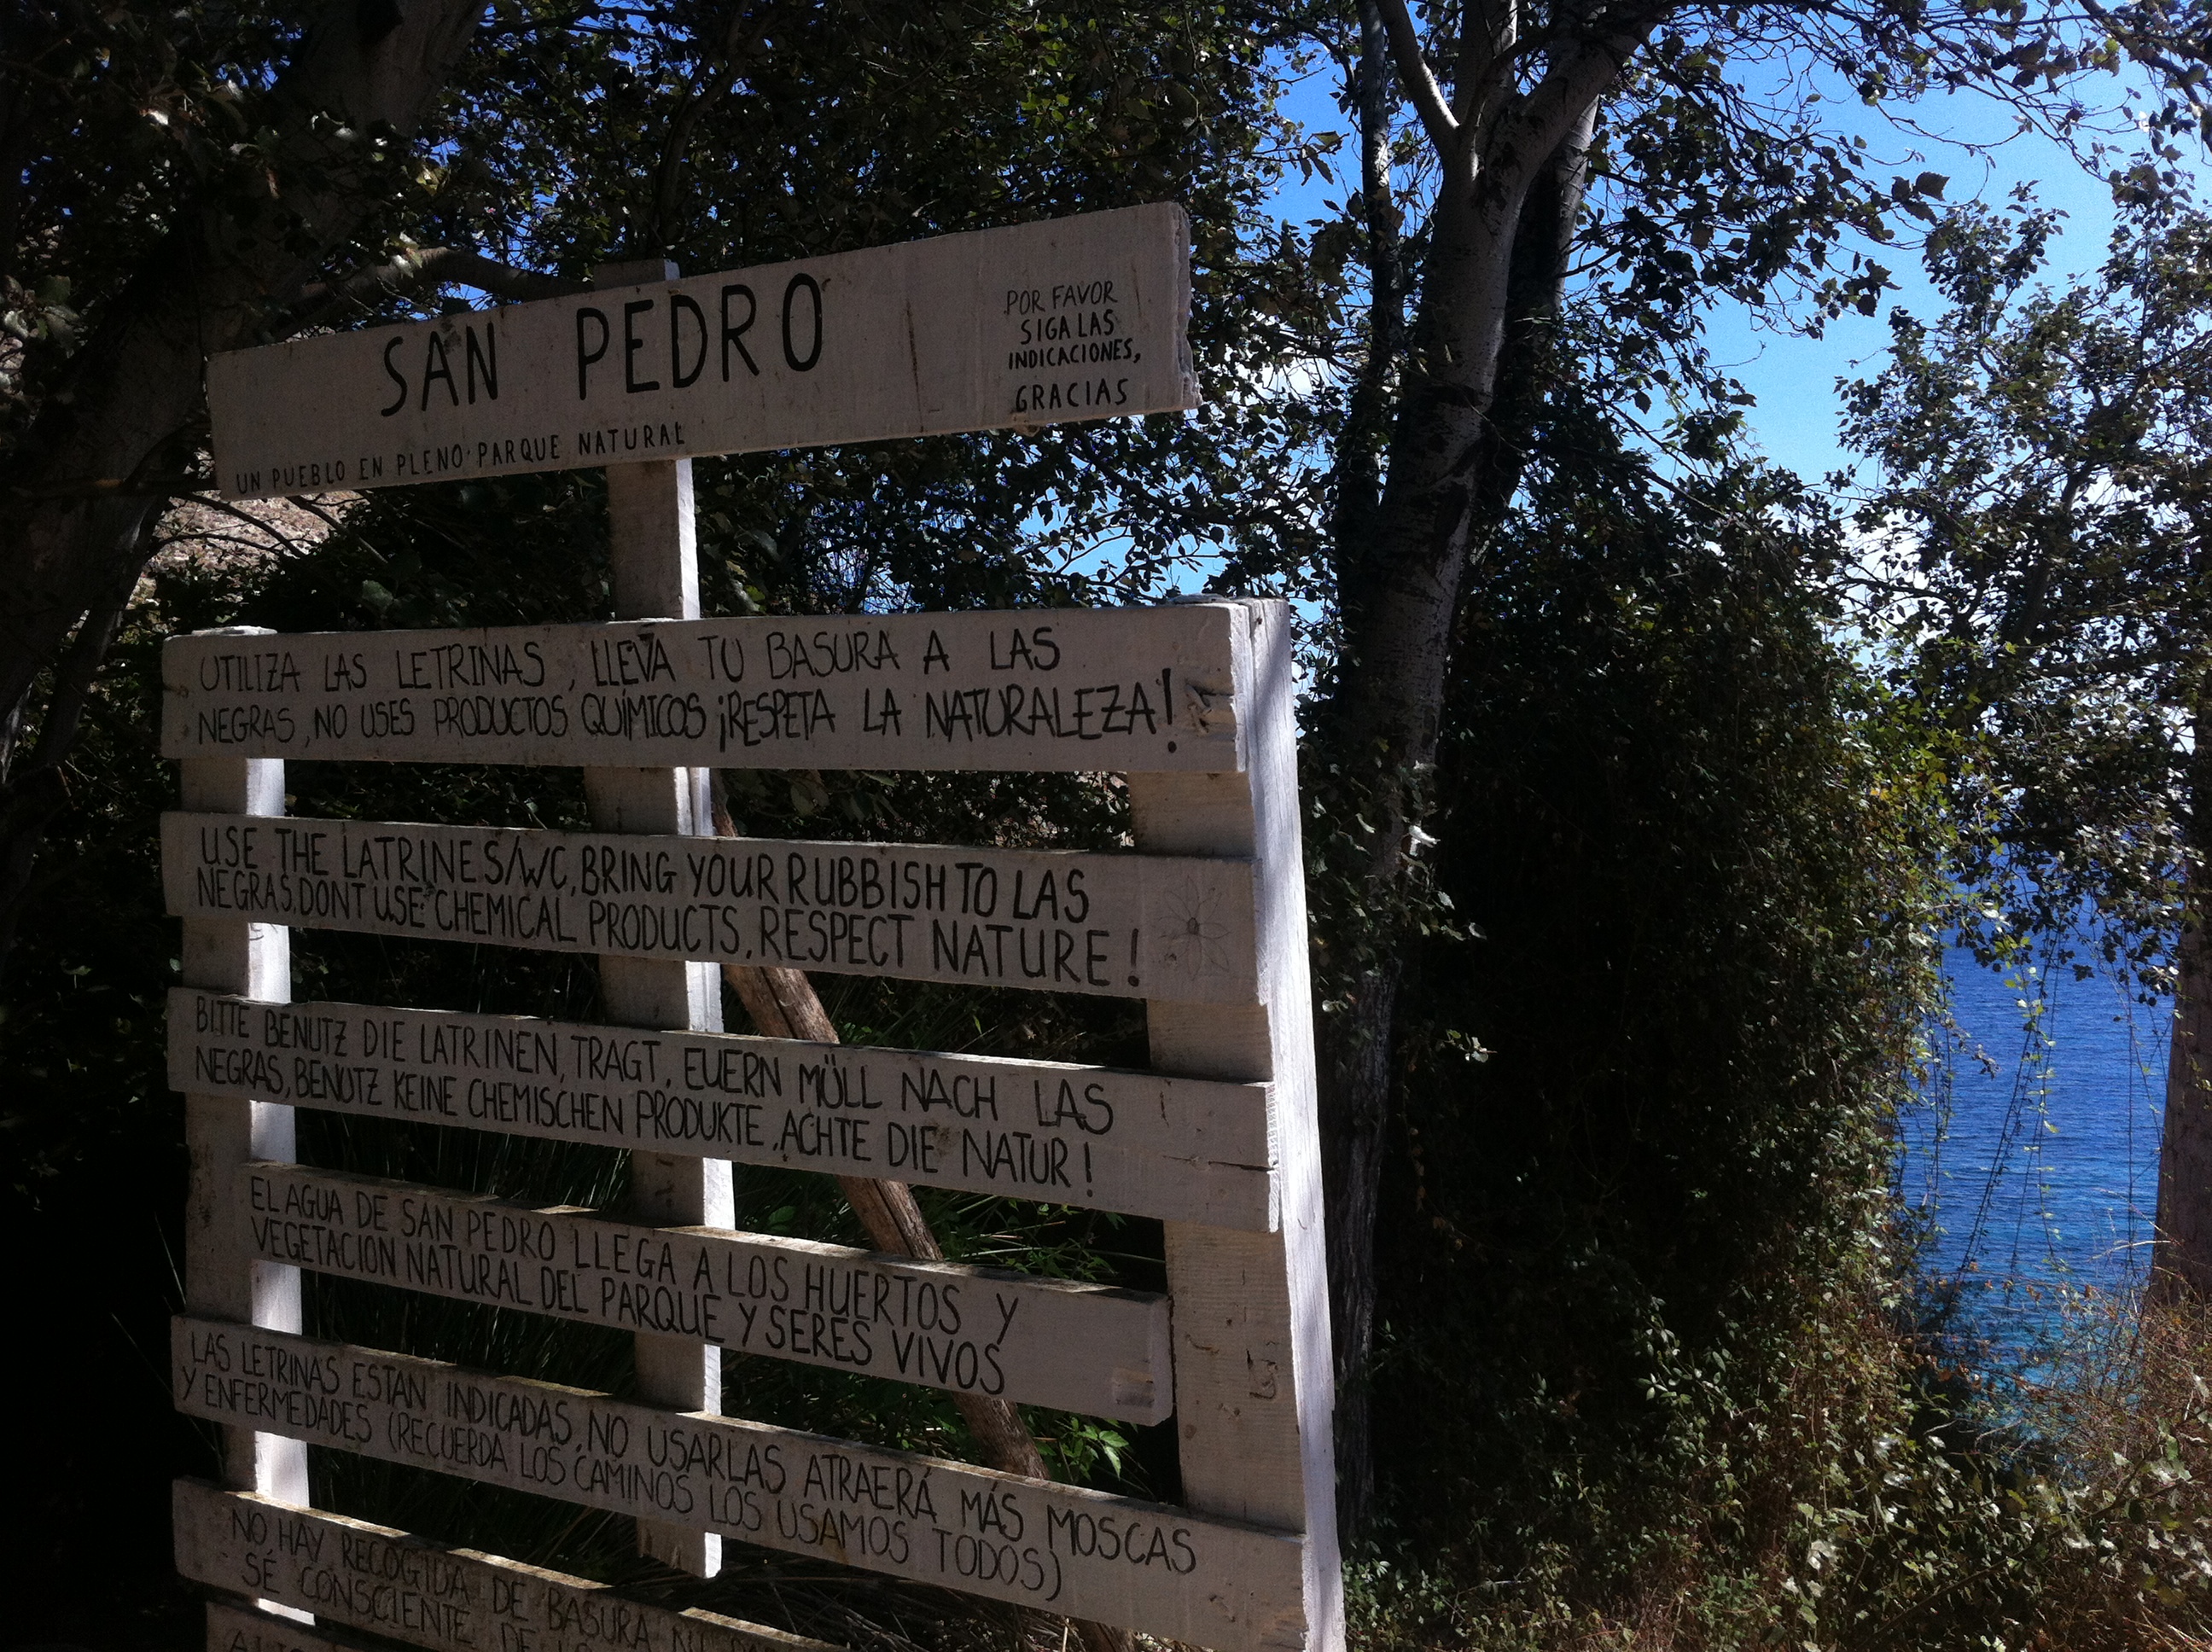 SAN PEDRO
UN PUEBLO EN PLENO PARQUE NATURAL
POR FAVOR
SIGA LAS
INDICACIONES,
GRACIAS
UTILIZA LAS LETRINAS, LLEVA TU BASURA A LAS
NEGRAS, NO USES PRODUCTOS QUÍMICOS ¡RESPETA LA NATURALEZA!
USE THE LATRINES/WC, BRING YOUR RUBBISH TO LAS
NEGRAS, DONT USE CHEMICAL PRODUCTS, RESPECT NATURE!
BITTE BENUTZ DIE LATRINEN, TRAGT, EUERN MÜLL NACH LAS
NEGRAS, BENUTZ KEINE CHEMISCHEN PRODUKTE, ACHTE DIE NATUR!
EL AGUA DE SAN PEDRO LLEGA A LOS HUERTOS Y
VEGETACION NATURAL DEL PARQUE Y SERES VIVOS
LAS LETRINAS ESTAN INDICADAS, NO USARLAS ATRAERÁ MÁS MOSCAS
Y ENFERMEDADES (RECUERDA LOS CAMINOS LOS USAMOS TODOS)
NO HAY RECOGIDA DE BASURA NI
SÉ CONSCIENTE DE